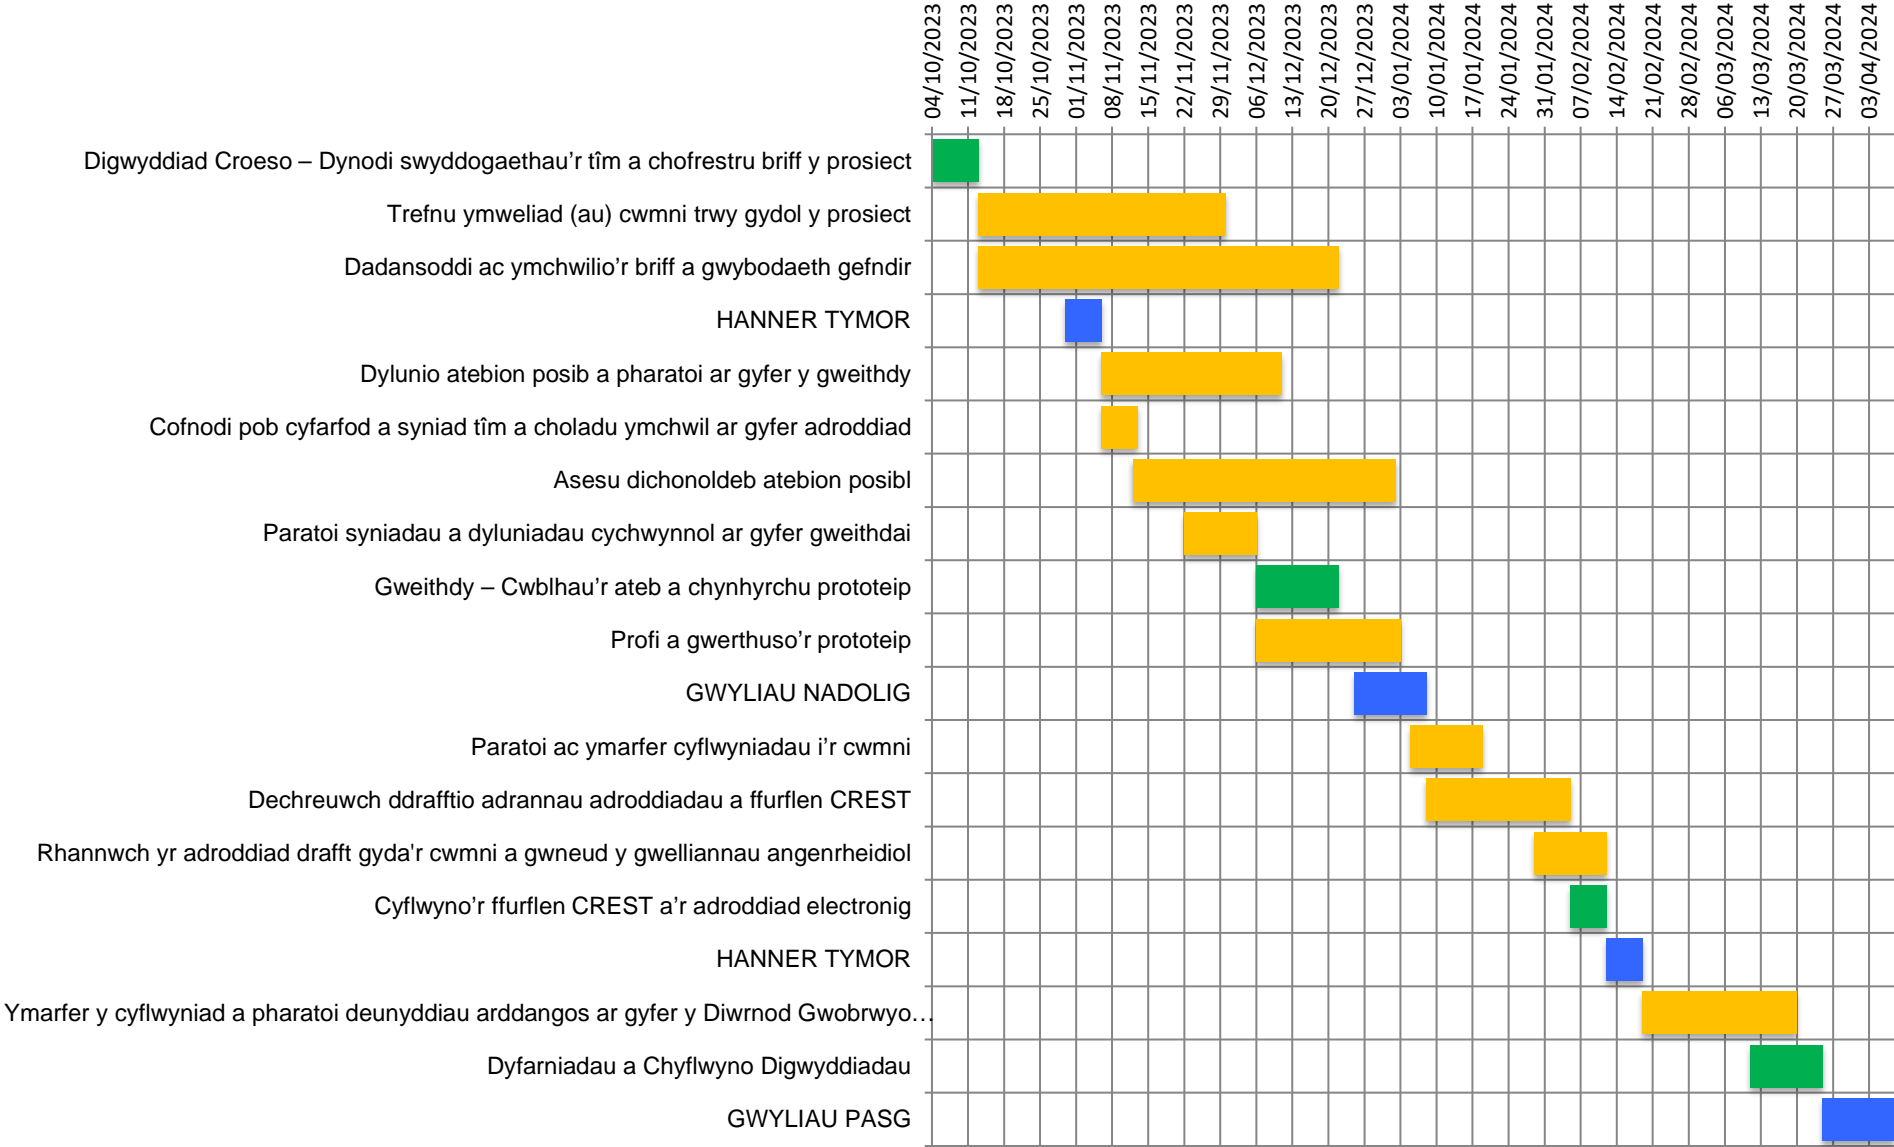 04/10/2023
11/10/2023
18/10/2023
25/10/2023
01/11/2023
08/11/2023
15/11/2023
22/11/2023
29/11/2023
06/12/2023
13/12/2023
20/12/2023
27/12/2023
03/01/2024
10/01/2024
17/01/2024
24/01/2024
31/01/2024
07/02/2024
14/02/2024
21/02/2024
28/02/2024
06/03/2024
13/03/2024
20/03/2024
27/03/2024
03/04/2024
Digwyddiad Croeso – Dynodi swyddogaethau'r tîm a chofrestru briff y prosiect
Trefnu ymweliad (au) cwmni trwy gydol y prosiect
Dadansoddi ac ymchwilio’r briff a gwybodaeth gefndir
HANNER TYMOR
Dylunio atebion posib a pharatoi ar gyfer y gweithdy
Cofnodi pob cyfarfod a syniad tîm a choladu ymchwil ar gyfer adroddiad
Asesu dichonoldeb atebion posibl
Paratoi syniadau a dyluniadau cychwynnol ar gyfer gweithdai
Gweithdy – Cwblhau'r ateb a chynhyrchu prototeip
Profi a gwerthuso’r prototeip
GWYLIAU NADOLIG
Paratoi ac ymarfer cyflwyniadau i’r cwmni
Dechreuwch ddrafftio adrannau adroddiadau a ffurflen CREST
Rhannwch yr adroddiad drafft gyda'r cwmni a gwneud y gwelliannau angenrheidiol
Cyflwyno’r ffurflen CREST a’r adroddiad electronig
HANNER TYMOR
Ymarfer y cyflwyniad a pharatoi deunyddiau arddangos ar gyfer y Diwrnod Gwobrwyo…
Dyfarniadau a Chyflwyno Digwyddiadau
GWYLIAU PASG